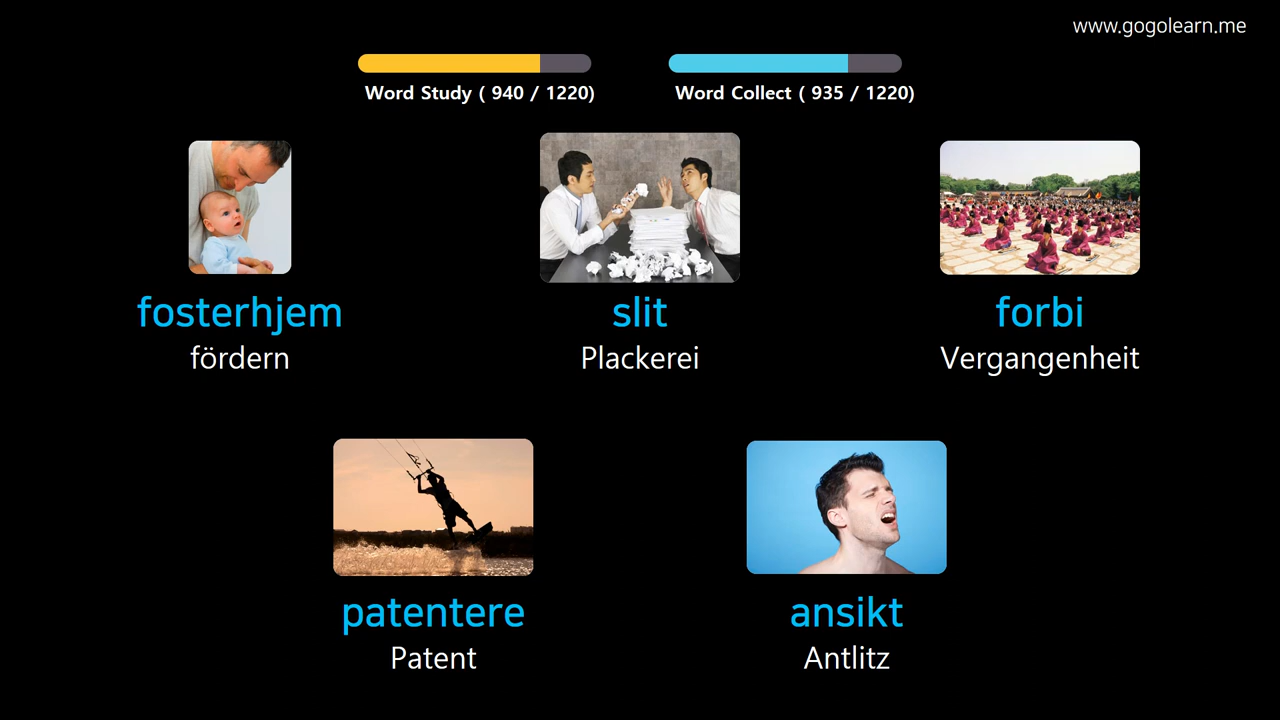 www.gogolearn.me
Word Study ( 940 / 1220)
Word Collect ( 935 / 1220)
fosterhjem
fördern
slit
Plackerei
forbi
Vergangenheit
patentere
Patent
ansikt
Antlitz